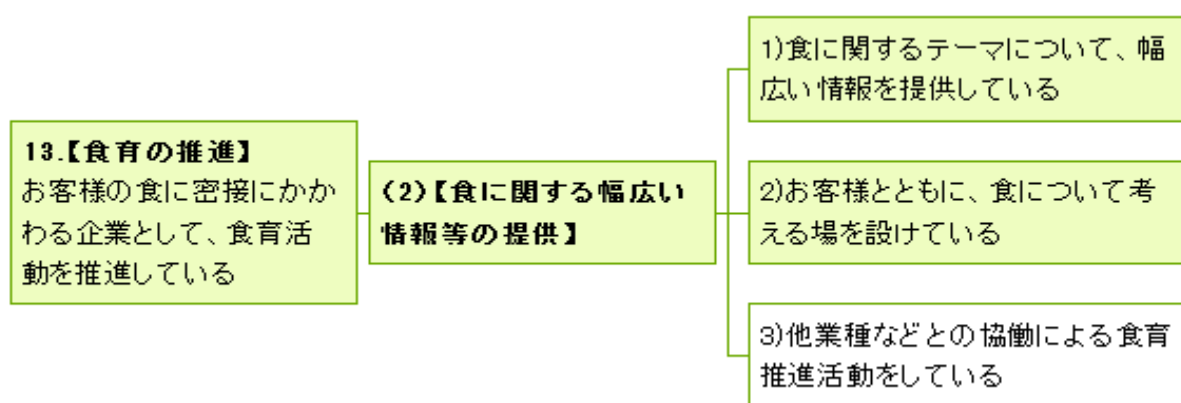 13.【食育の推進】
お客様の食に密接にかか
わる企業として、食育活
動を推進している
(2)【食に関する幅広い
情報等の提供】
1)食に関するテーマについて、幅
広い情報を提供している
2)お客様とともに、食について考
える場を設けている
3)他業種などとの協働による食育
推進活動をしている